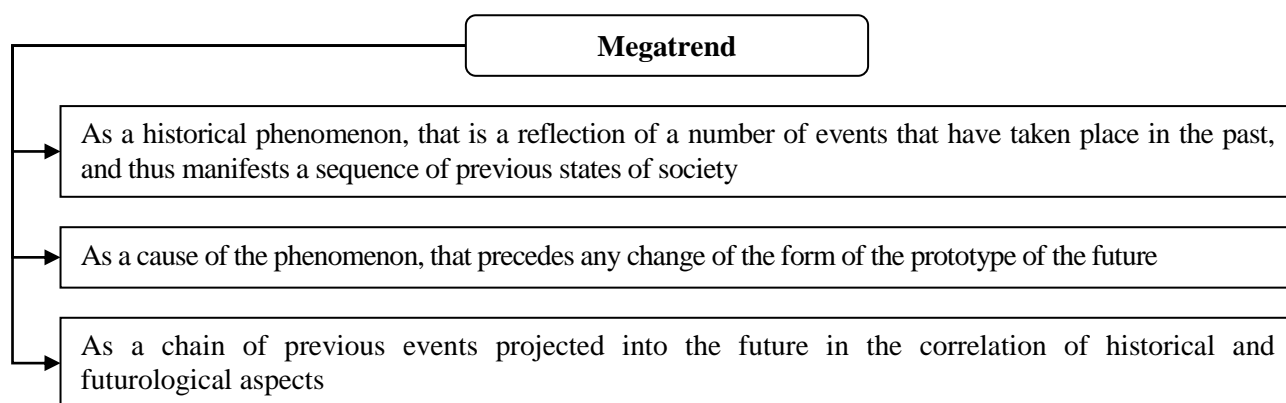 Megatrend
As a historical phenomenon, that is a reflection of a number of events that have taken place in the past,
and thus manifests a sequence of previous states of society
As a cause of the phenomenon, that precedes any change of the form of the prototype of the future
As a chain of previous events projected into the future in the correlation of historical and
futurological aspects